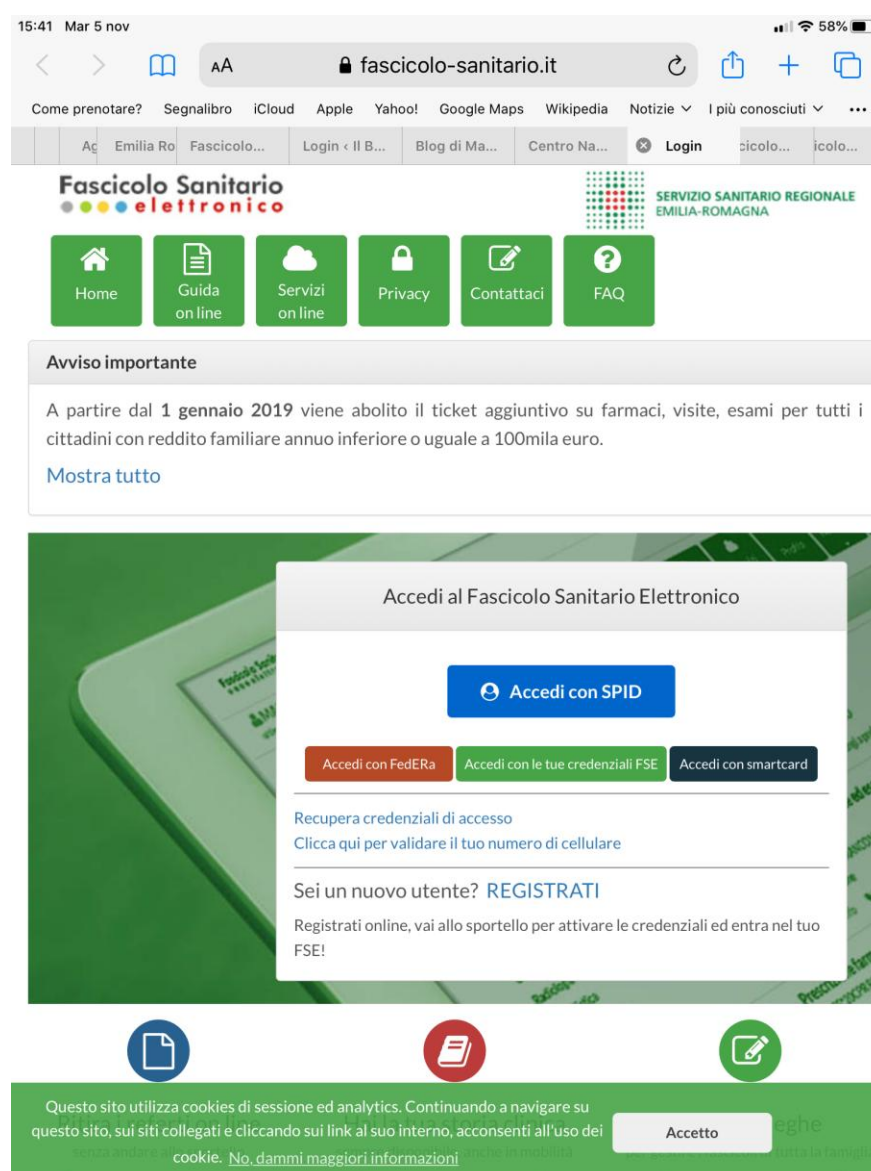 15:41 Mar 5 nov
58%
AA
fascicolo-sanitario.it
Come prenotare? Segnalibro iCloud Apple Yahoo! Google Maps Wikipedia Notizie I più conosciuti ...
Ag Emilia Ro Fascicolo... Login ‹ Il B... Blog di Ma... Centro Na... Login cicolo... icolo...
Fascicolo Sanitario
elettronico
SERVIZIO SANITARIO REGIONALE
EMILIA-ROMAGNA
Home
Guida
on line
Servizi
on line
Privacy
Contattaci
FAQ
Avviso importante
A partire dal 1 gennaio 2019 viene abolito il ticket aggiuntivo su farmaci, visite, esami per tutti i
cittadini con reddito familiare annuo inferiore o uguale a 100mila euro.
Mostra tutto
Accedi al Fascicolo Sanitario Elettronico
Accedi con SPID
Accedi con FedERa
Accedi con le tue credenziali FSE
Accedi con smartcard
Recupera credenziali di accesso
Clicca qui per validare il tuo numero di cellulare
Sei un nuovo utente? REGISTRATI
Registrati online, vai allo sportello per attivare le credenziali ed entra nel tuo
FSE!
Questo sito utilizza cookies di sessione ed analytics. Continuando a navigare su
questo sito, sui siti collegati e cliccando sui link al suo interno, acconsenti all'uso dei
cookie. No, dammi maggiori informazioni
Accetto